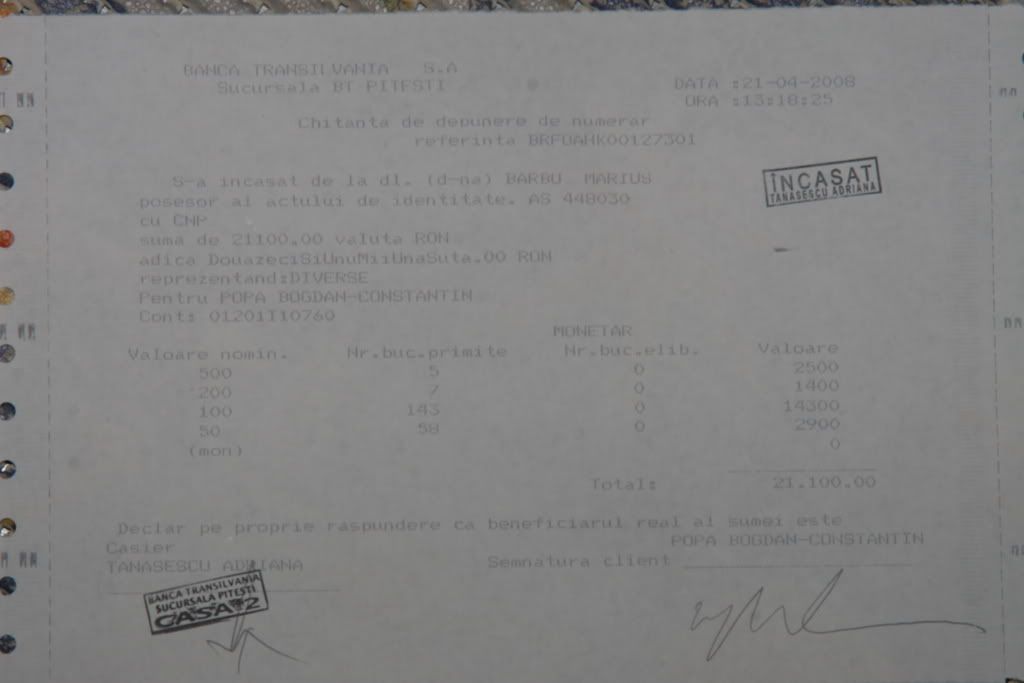 BANCA TRANSILVANIA S.A
Sucursala BT PITESTI
DATA :21-04-2008
ORA :13:18:25
Chitanta de depunere de numerar
referinta BRFOAHK00127301
ÎNCASAT
TANASESCU ADRIANA
S-a incasat de la dl. (d-na) BARBU MARIUS
posesor al actului de identitate. AS 448030
cu CNP
suma de 21100.00 valuta RON
adica DouazeciSiUnuMiiUnaSuta.00 RON
reprezentand:DIVERSE
Pentru POPA BOGDAN-CONSTANTIN
Cont: 01201110760
MONETAR
Valoare nomin. Nr.buc.primite Nr.buc.elib. Valoare
500 5 0 2500
200 7 0 1400
100 143 0 14300
50 58 0 2900
(mon) 0
Total: 21.100.00
Declar pe proprie raspundere ca beneficiarul real al sumei este
POPA BOGDAN-CONSTANTIN
Casier
TANASESCU ADRIANA
Semnatura client
BANCA TRANSILVANIA
SUCURSALA PITESTI
CASA 2